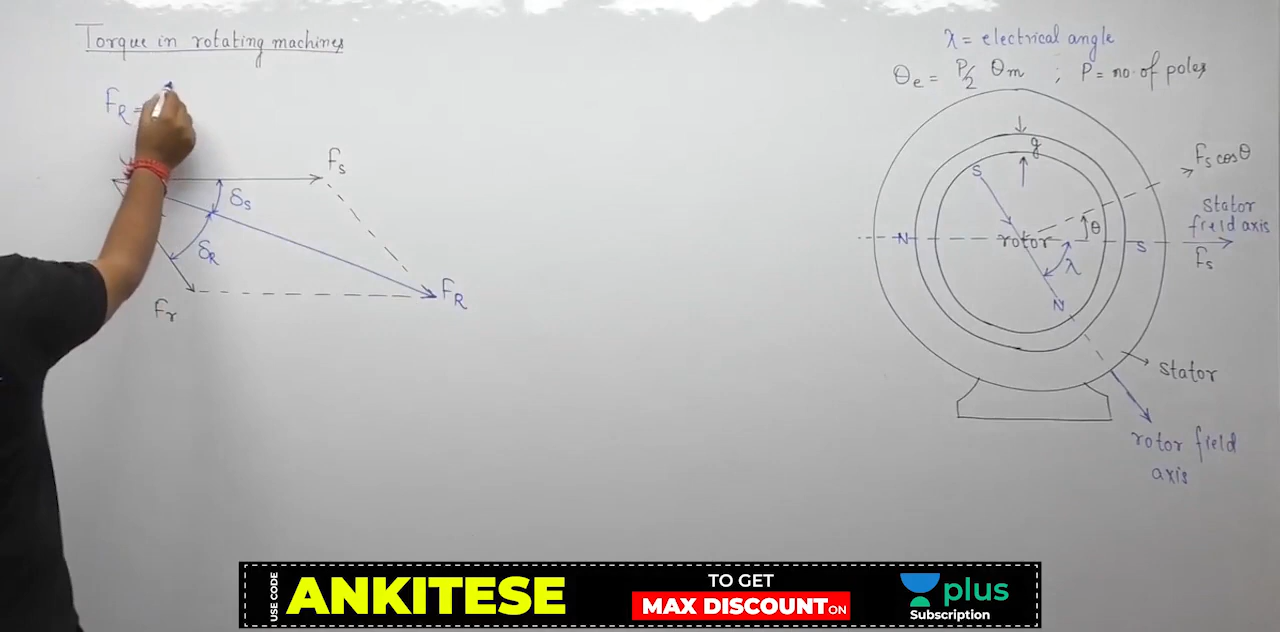 Torque in rotating machines
F_R =
F_s
δ_s
δ_R
F_R
F_r
λ = electrical angle
θ_e = P/2 θ_m ; P = no. of poles
g
S
F_s cosθ
stator
field axis
F_s
N
rotor
θ
S
λ
N
stator
rotor field
axis
USE CODE
ANKITESE
TO GET
MAX DISCOUNT ON
plus
Subscription